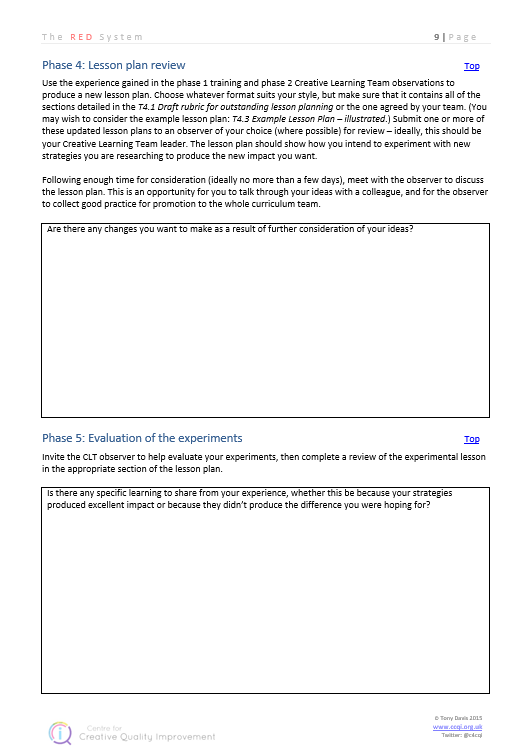 The RED System
9 | Page
Phase 4: Lesson plan review
Top
Use the experience gained in the phase 1 training and phase 2 Creative Learning Team observations to
produce a new lesson plan. Choose whatever format suits your style, but make sure that it contains all of the
sections detailed in the T4.1 Draft rubric for outstanding lesson planning or the one agreed by your team. (You
may wish to consider the example lesson plan: T4.3 Example Lesson Plan – illustrated.) Submit one or more of
these updated lesson plans to an observer of your choice (where possible) for review – ideally, this should be
your Creative Learning Team leader. The lesson plan should show how you intend to experiment with new
strategies you are researching to produce the new impact you want.
Following enough time for consideration (ideally no more than a few days), meet with the observer to discuss
the lesson plan. This is an opportunity for you to talk through your ideas with a colleague, and for the observer
to collect good practice for promotion to the whole curriculum team.
Are there any changes you want to make as a result of further consideration of your ideas?
Phase 5: Evaluation of the experiments
Top
Invite the CLT observer to help evaluate your experiments, then complete a review of the experimental lesson
in the appropriate section of the lesson plan.
Is there any specific learning to share from your experience, whether this be because your strategies
produced excellent impact or because they didn't produce the difference you were hoping for?
Centre for
Creative Quality Improvement
© Tony Davis 2015
www.ccqi.org.uk
Twitter: @c4cqi